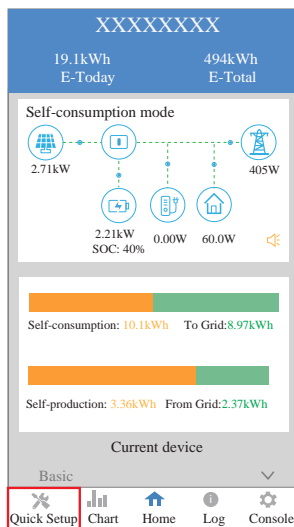 XXXXXXXX
19.1kWh 494kWh
E-Today E-Total
Self-consumption mode
2.71kW 405W
2.21kW 0.00W 60.0W
SOC: 40%
Self-consumption: 10.1kWh To Grid:8.97kWh
Self-production: 3.36kWh From Grid:2.37kWh
Current device
Basic
Quick Setup Chart Home Log Console